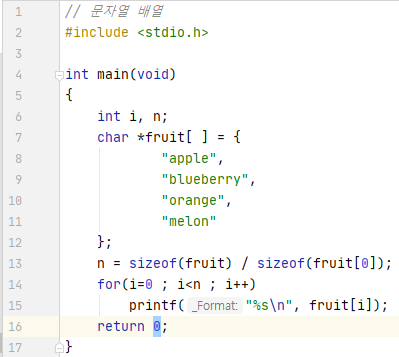 1 // 문자열 배열
2 #include <stdio.h>
3
4 int main(void)
5 {
6     int i, n;
7     char *fruit[ ] = {
8             "apple",
9             "blueberry",
10             "orange",
11             "melon"
12     };
13     n = sizeof(fruit) / sizeof(fruit[0]);
14     for(i=0 ; i<n ; i++)
15         printf( _Format: "%s\n", fruit[i]);
16     return 0;
17 }